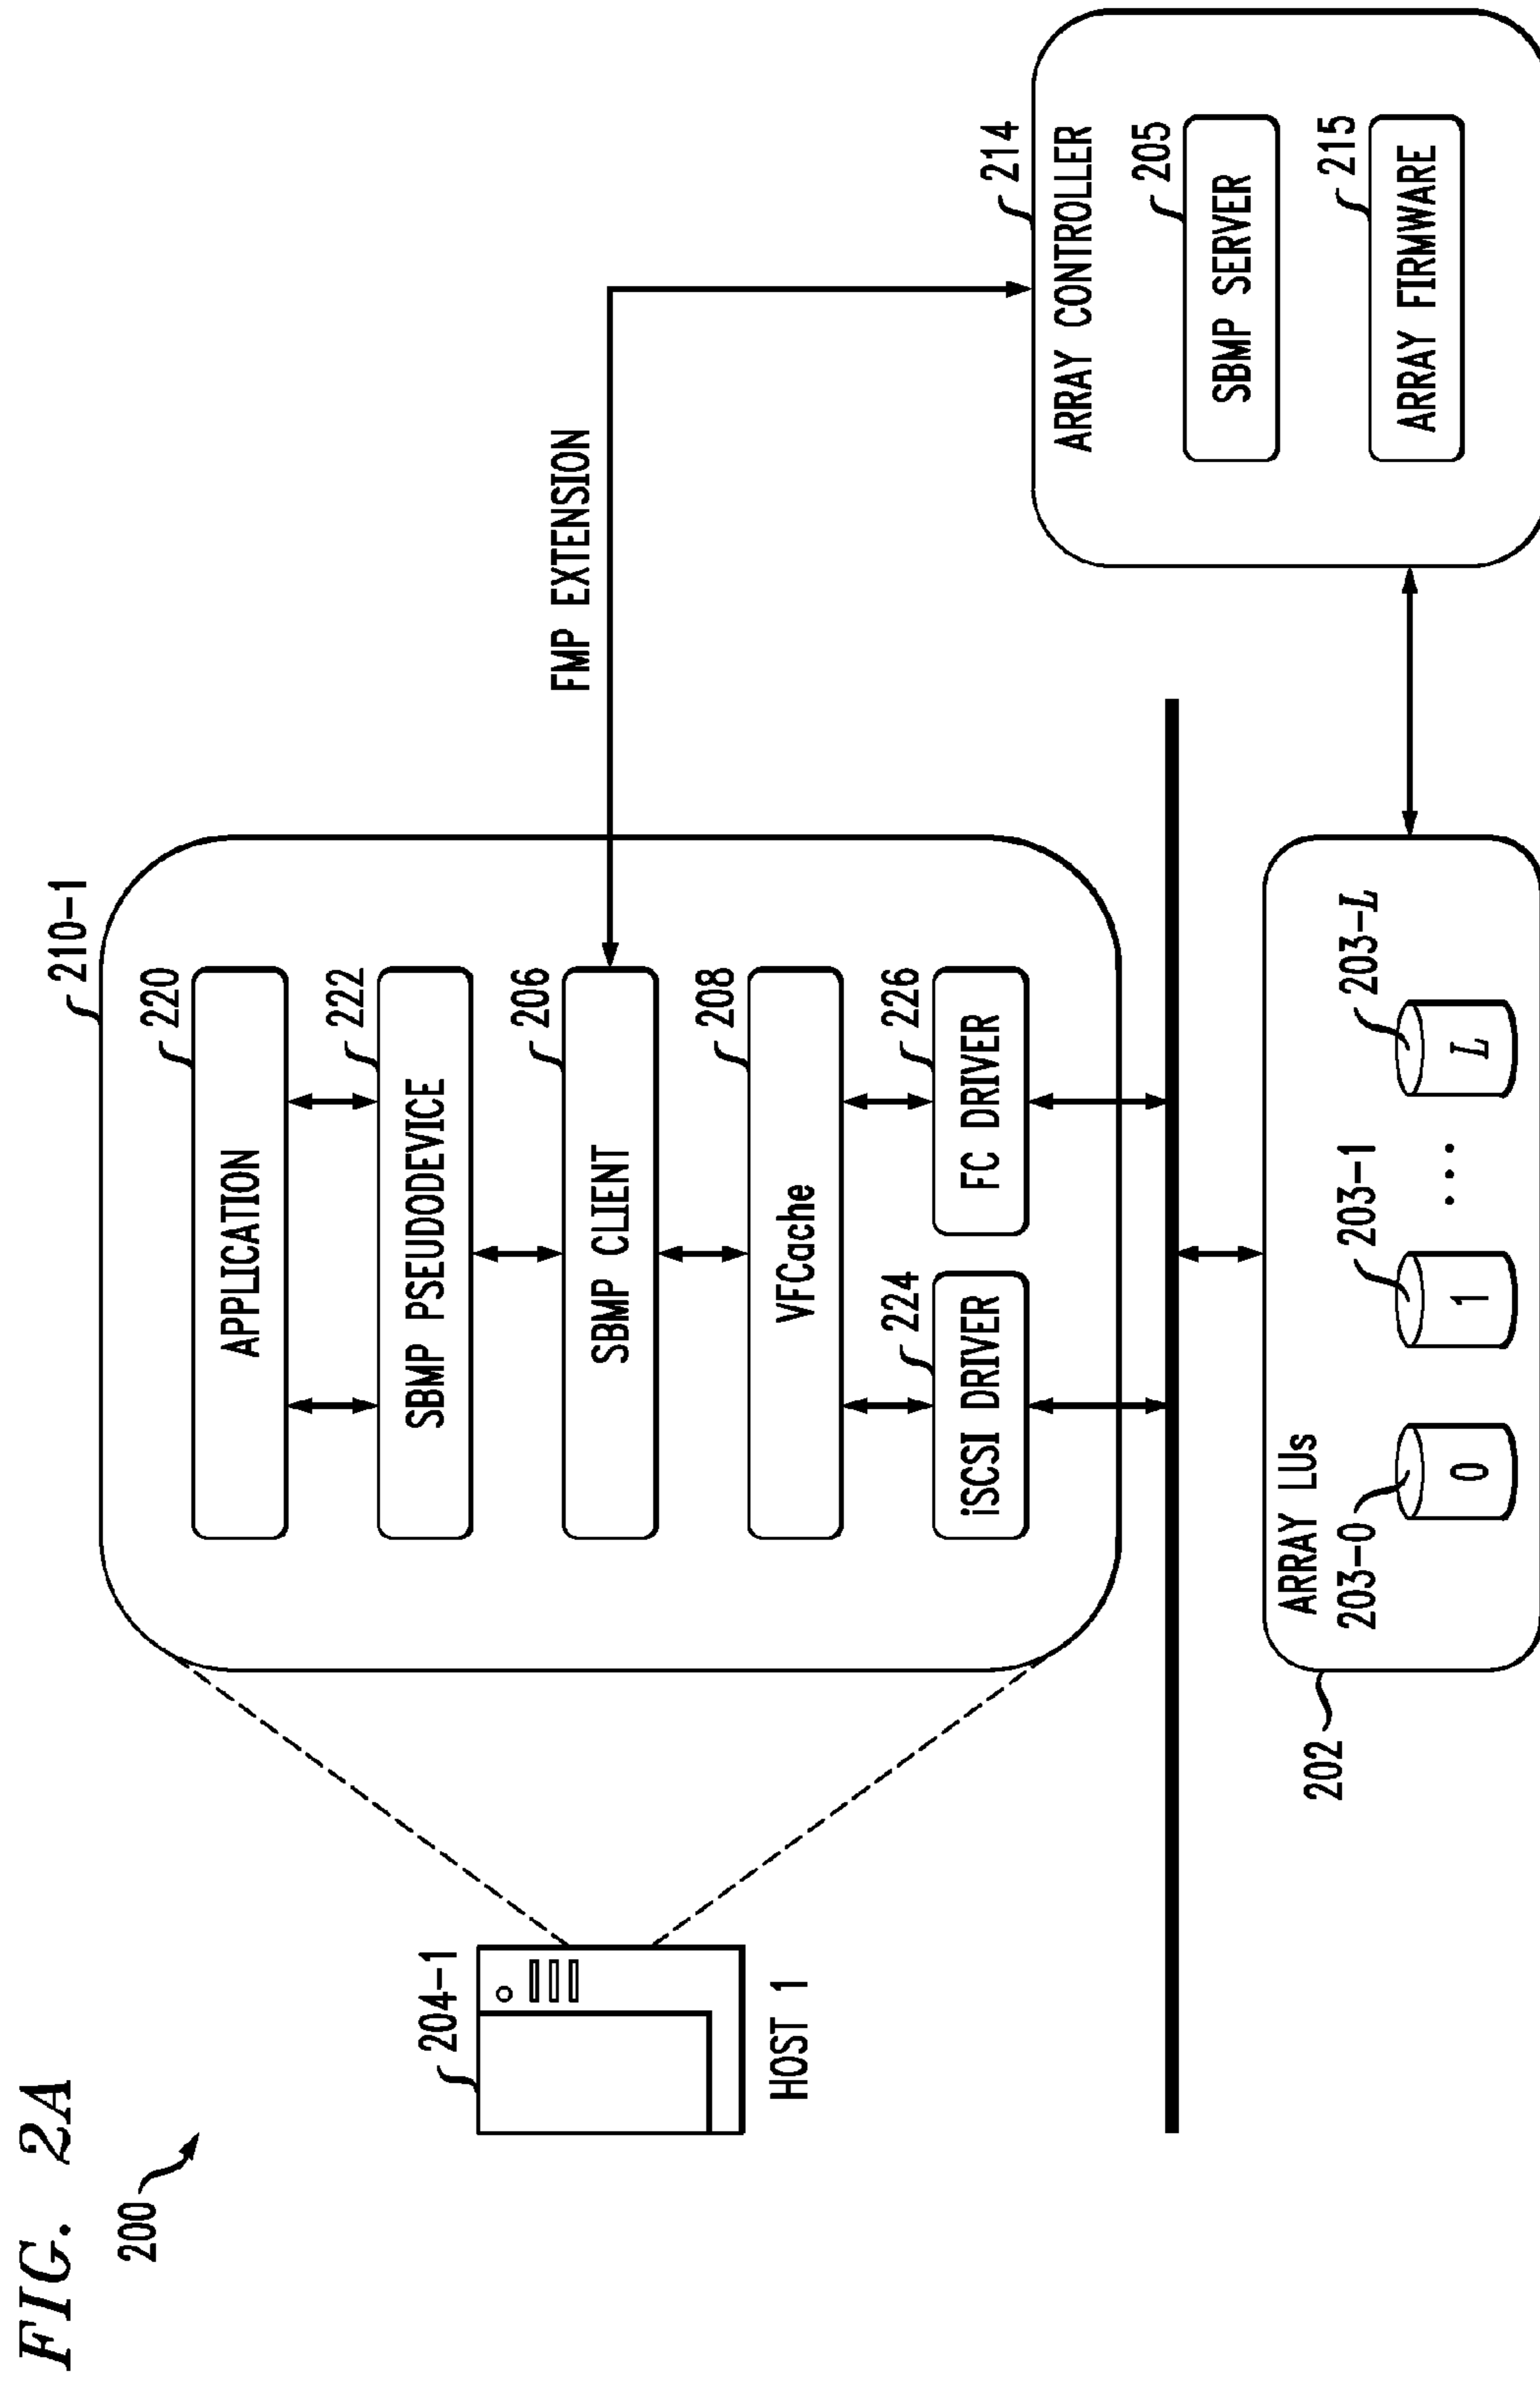 FIG. 2A
200
204-1
HOST 1
210-1
220
APPLICATION
222
SBMP PSEUDODEVICE
206
SBMP CLIENT
208
VFCache
224
iSCSI DRIVER
226
FC DRIVER
FMP EXTENSION
214
ARRAY CONTROLLER
205
SBMP SERVER
215
ARRAY FIRMWARE
202
ARRAY LUs
203-0
203-1
203-L
0
1
...
L